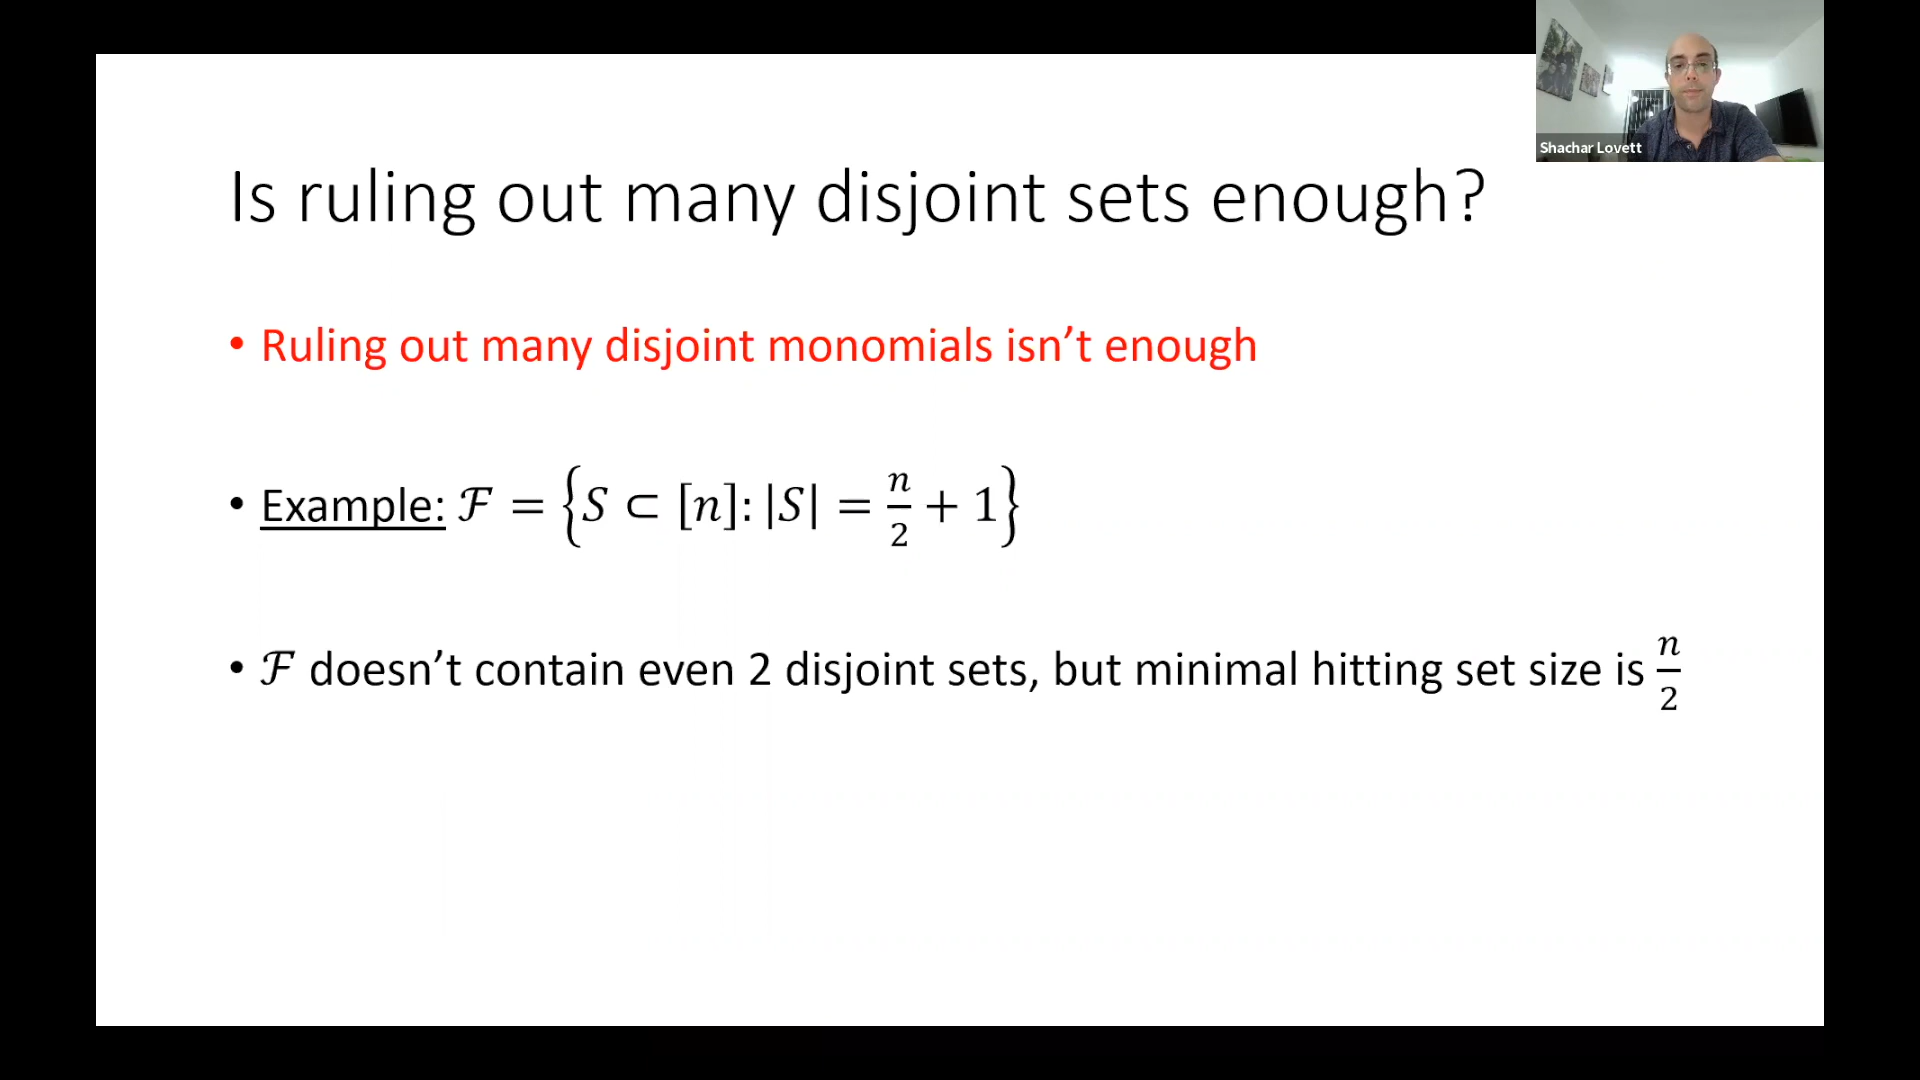 Shachar Lovett
Is ruling out many disjoint sets enough?
• Ruling out many disjoint monomials isn’t enough
• Example: ℱ = {S ⊂ [n]: |S| = n/2 + 1}
• ℱ doesn’t contain even 2 disjoint sets, but minimal hitting set size is n/2